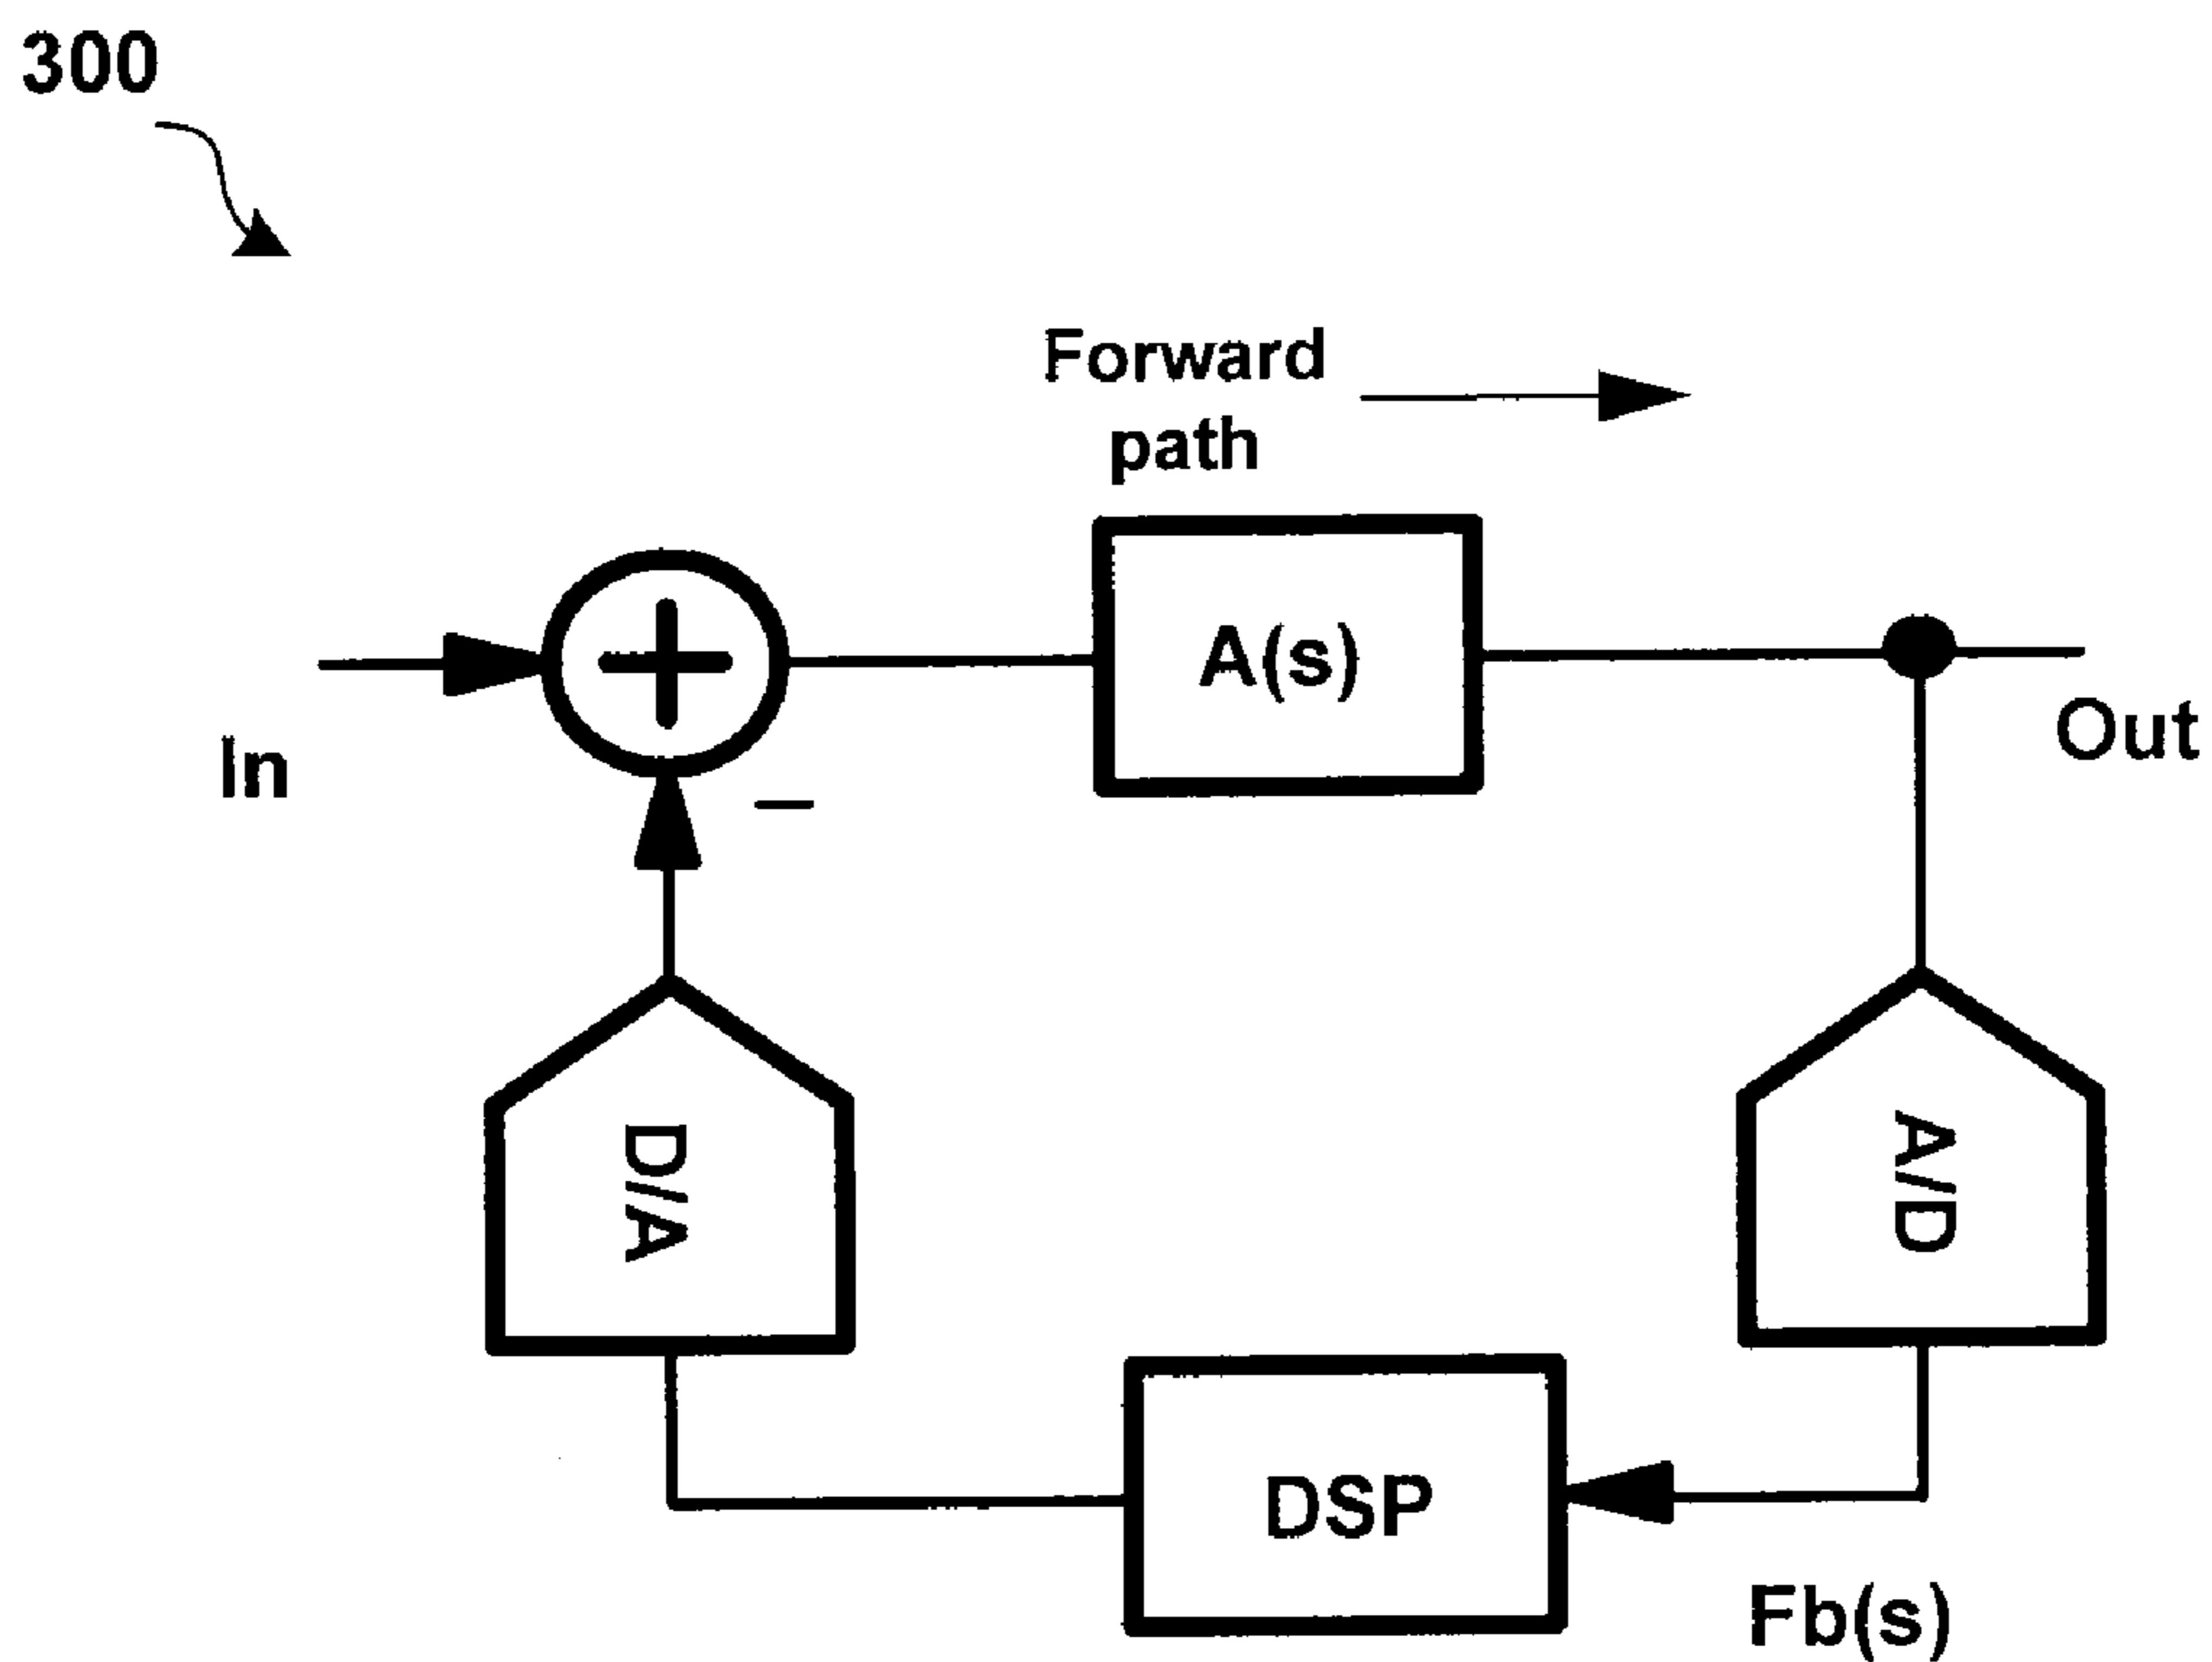 300
Forward
path
A(s)
In
Out
D/A
A/D
DSP
Fb(s)